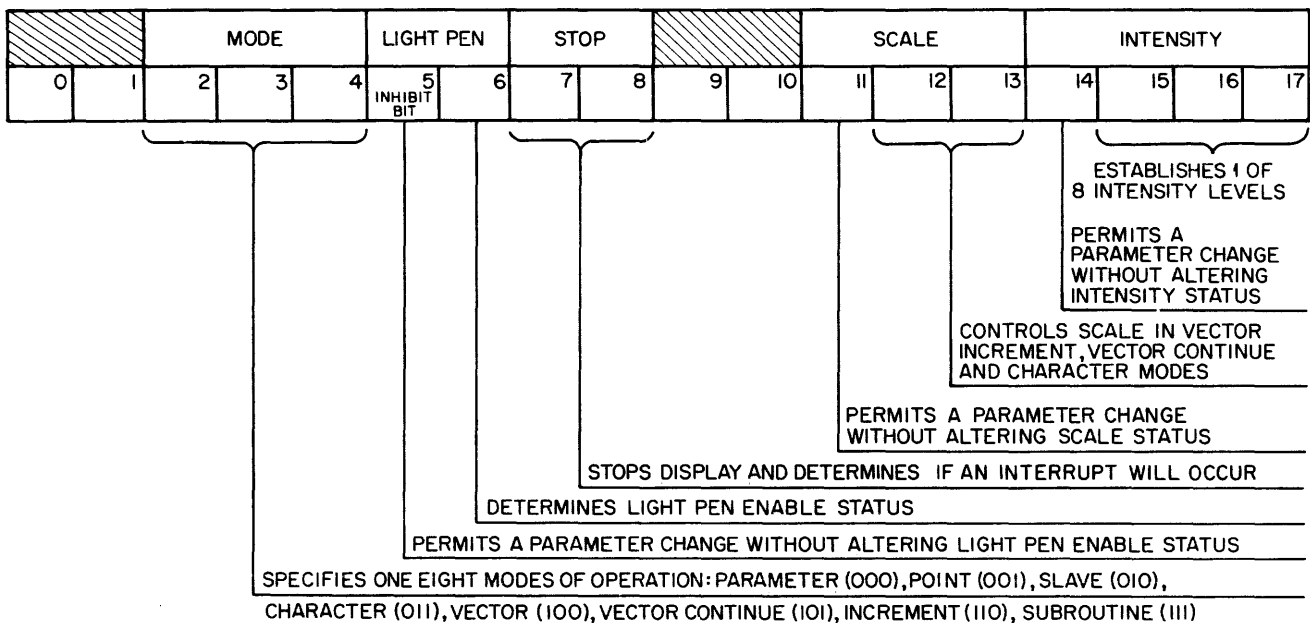 MODE LIGHT PEN STOP SCALE INTENSITY
0 1 2 3 4 5 6 7 8 9 10 11 12 13 14 15 16 17
INHIBIT
BIT
ESTABLISHES 1 OF
8 INTENSITY LEVELS
PERMITS A
PARAMETER CHANGE
WITHOUT ALTERING
INTENSITY STATUS
CONTROLS SCALE IN VECTOR
INCREMENT, VECTOR CONTINUE
AND CHARACTER MODES
PERMITS A PARAMETER CHANGE
WITHOUT ALTERING SCALE STATUS
STOPS DISPLAY AND DETERMINES IF AN INTERRUPT WILL OCCUR
DETERMINES LIGHT PEN ENABLE STATUS
PERMITS A PARAMETER CHANGE WITHOUT ALTERING LIGHT PEN ENABLE STATUS
SPECIFIES ONE EIGHT MODES OF OPERATION: PARAMETER (000), POINT (001), SLAVE (010),
CHARACTER (011), VECTOR (100), VECTOR CONTINUE (101), INCREMENT (110), SUBROUTINE (111)